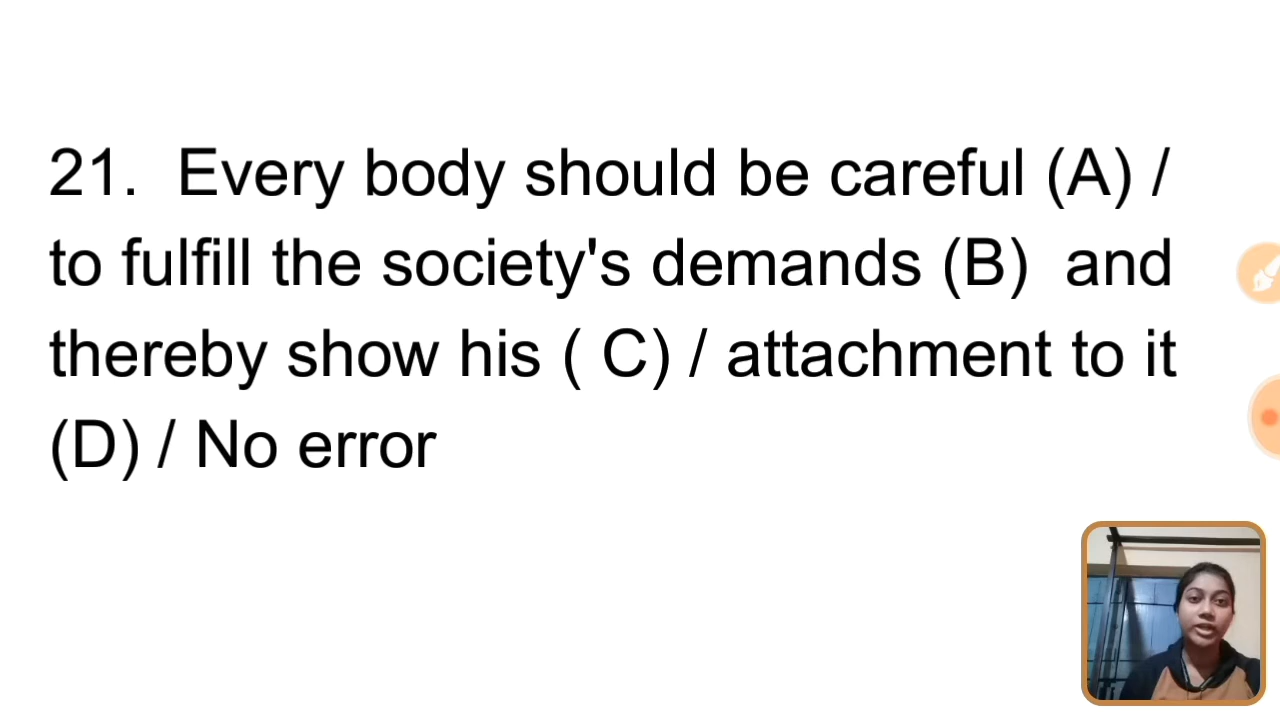 21.  Every body should be careful (A) /
to fulfill the society's demands (B)  and
thereby show his ( C) / attachment to it
(D) / No error